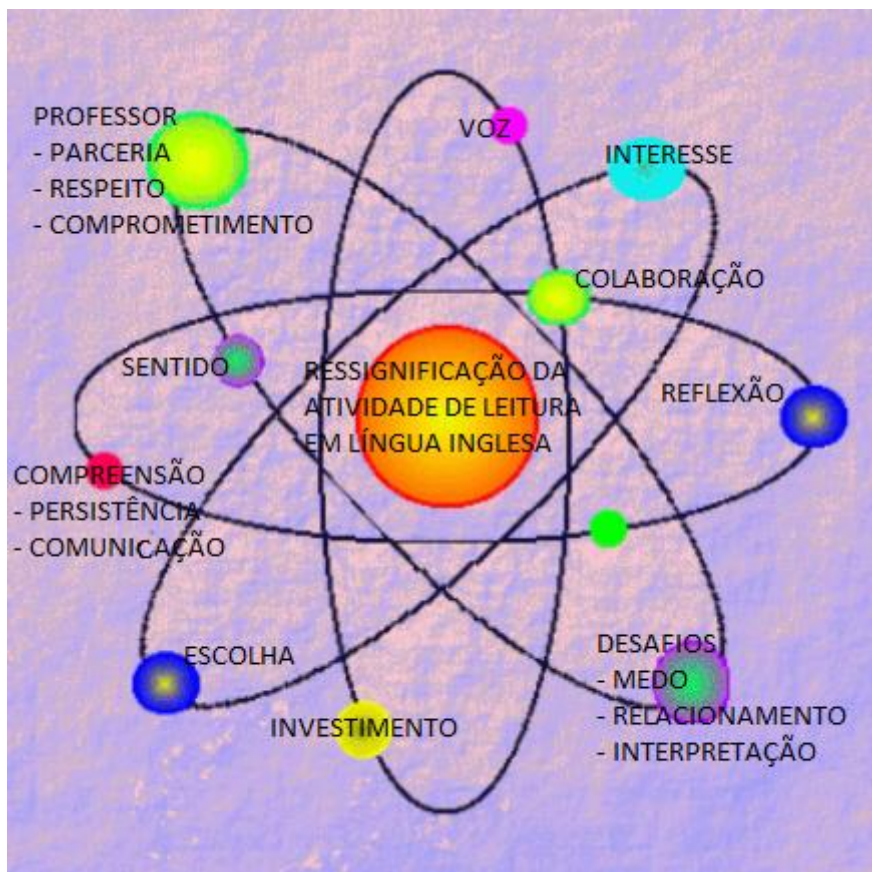 PROFESSOR
- PARCERIA
- RESPEITO
- COMPROMETIMENTO
VOZ
INTERESSE
COLABORAÇÃO
SENTIDO
RESSIGNIFICAÇÃO DA
ATIVIDADE DE LEITURA
EM LÍNGUA INGLESA
REFLEXÃO
COMPREENSÃO
- PERSISTÊNCIA
- COMUNICAÇÃO
ESCOLHA
INVESTIMENTO
DESAFIOS
- MEDO
- RELACIONAMENTO
- INTERPRETAÇÃO